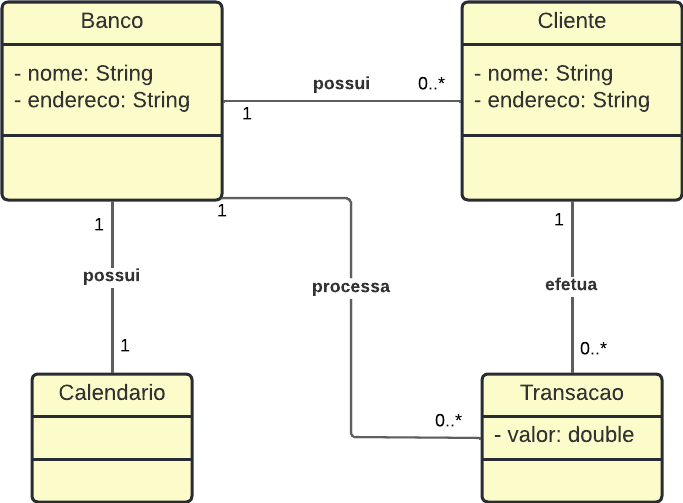 Banco
- nome: String
- endereco: String
Cliente
- nome: String
- endereco: String
possui
0..*
1
1
possui
1
1
processa
0..*
1
efetua
0..*
Calendario
Transacao
- valor: double